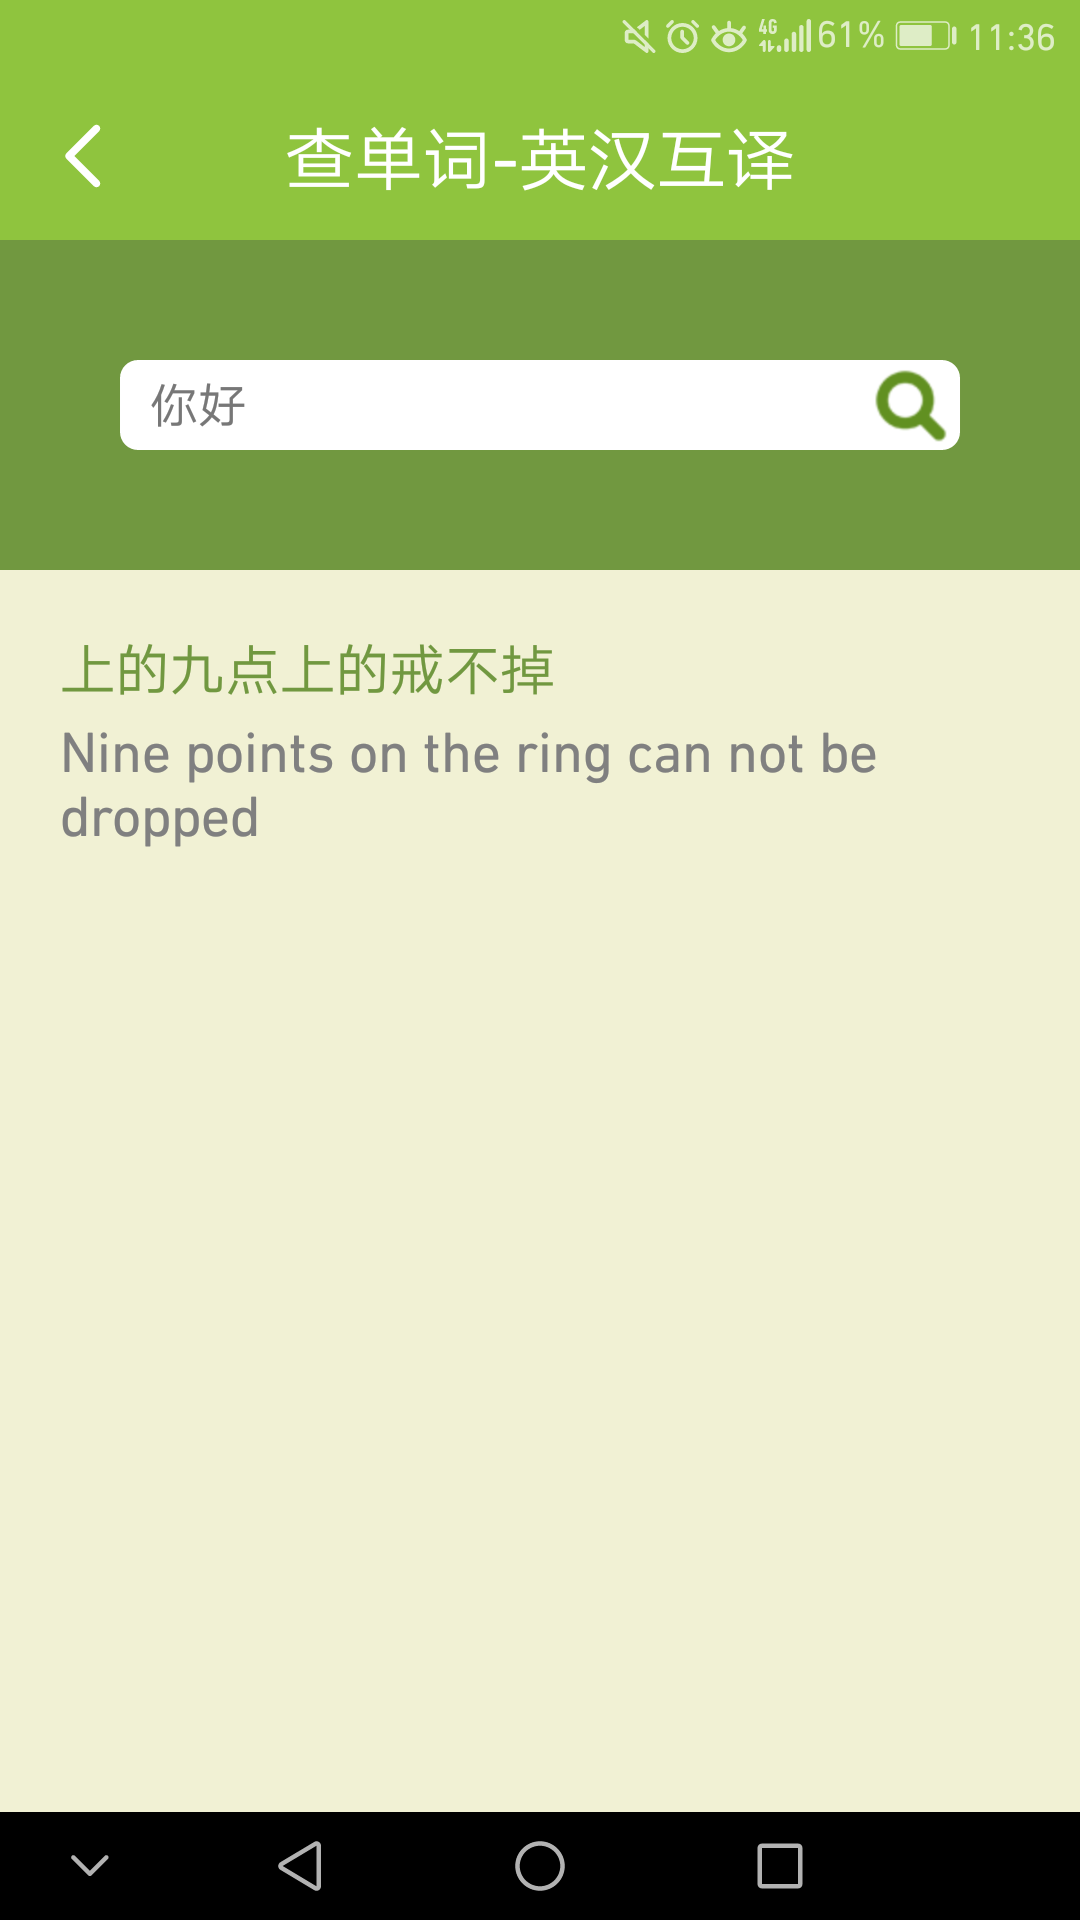 4G 61% 11:36
查单词-英汉互译
你好
上的九点上的戒不掉
Nine points on the ring can not be
dropped